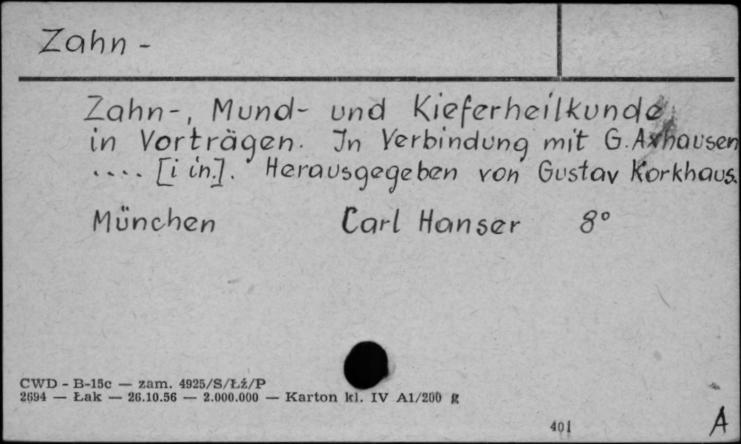 Zahn -
Zahn-, Mund- und Kieferheilkunde
in Vorträgen. In Verbindung mit G. Axhausen
.... [i in.]. Herausgegeben von Gustav Korkhaus.
München Carl Hanser 8°
CWD - B-15c — zam. 4925/S/Łź/P
2694 — Łak — 26.10.56 — 2.000.000 — Karton kl. IV A1/200 g
401
A